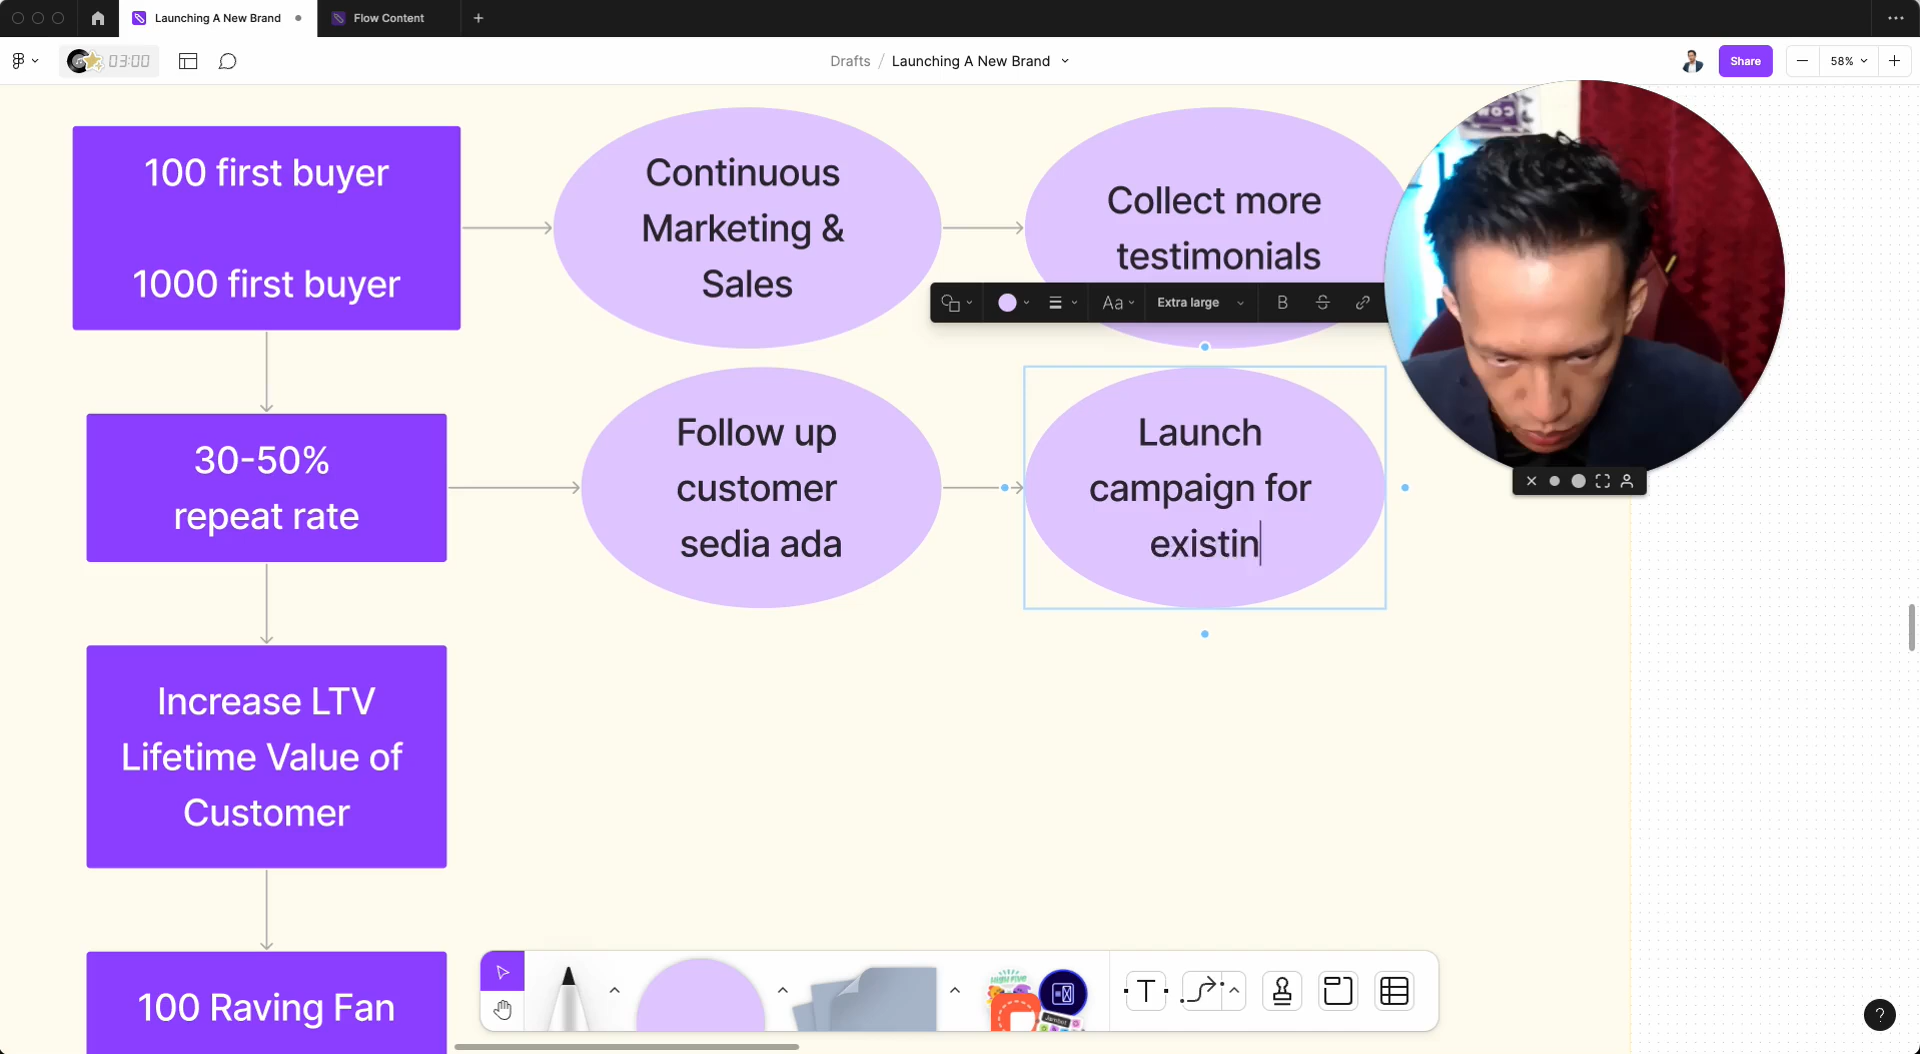 Launching A New Brand
Flow Content
03:00
Drafts / Launching A New Brand
Share
58%
100 first buyer
1000 first buyer
Continuous
Marketing &
Sales
Collect more
testimonials
Aa
Extra large
B
S
30-50%
repeat rate
Follow up
customer
sedia ada
Launch
campaign for
existin
Increase LTV
Lifetime Value of
Customer
100 Raving Fan
T
?